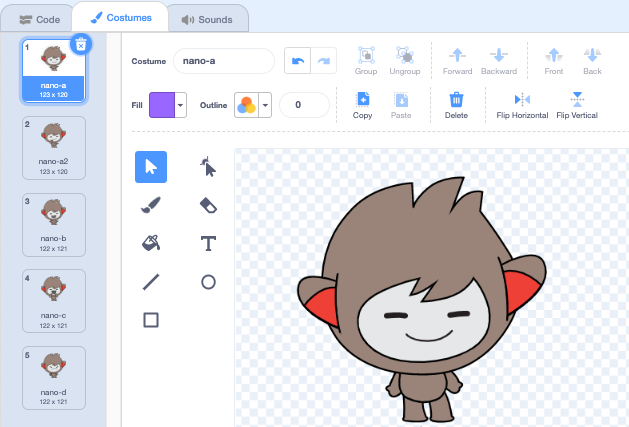 Code
Costumes
Sounds
1
nano-a
123 x 120
2
nano-a2
123 x 120
3
nano-b
122 x 121
4
nano-c
122 x 121
5
nano-d
122 x 121
Costume
nano-a
Group
Ungroup
Forward
Backward
Front
Back
Fill
Outline
0
Copy
Paste
Delete
Flip Horizontal
Flip Vertical
T